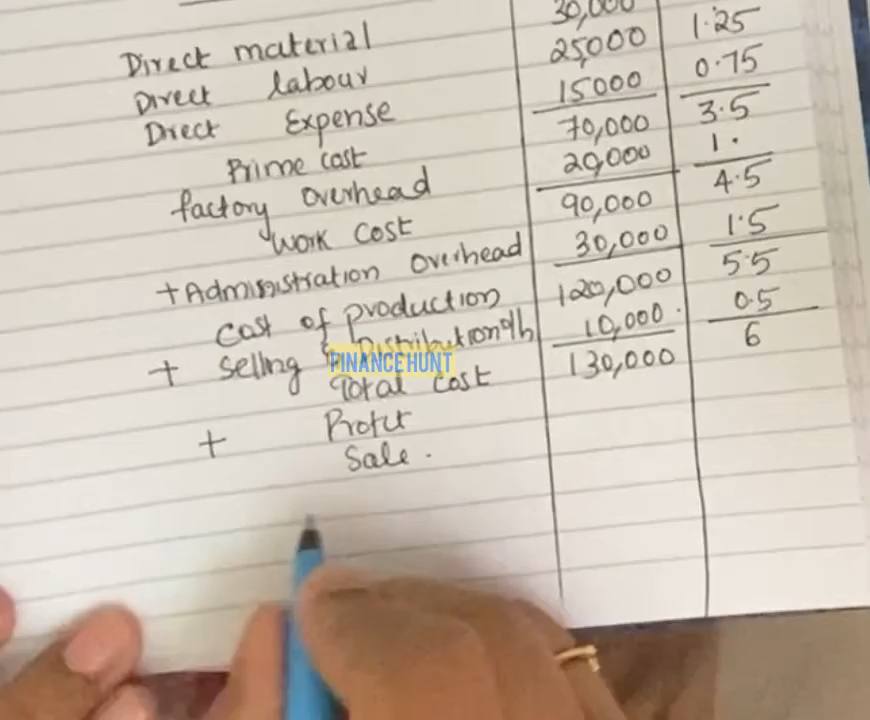 Direct material 30,000
Direct labour 25,000 1.25
Direct Expense 15000 0.75
Prime cost 70,000 3.5
factory overhead 20,000 1.
Work cost 90,000 4.5
+ Administration Overhead 30,000 1.5
Cost of production 120,000 5.5
+ Selling & Distribution o/h 10,000 0.5
Total cost 130,000 6
FINANCE HUNT
+ Profit
Sale.